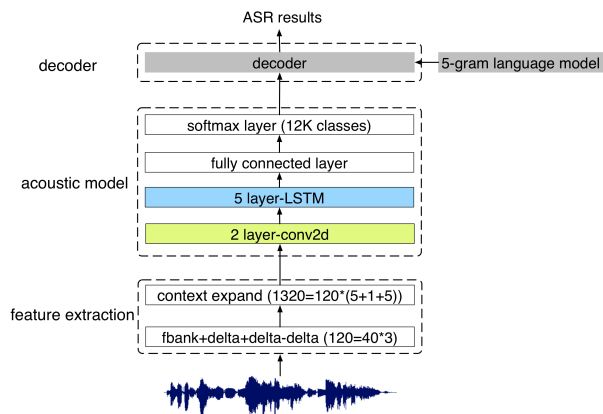 ASR results
decoder
decoder
5-gram language model
softmax layer (12K classes)
fully connected layer
acoustic model
5 layer-LSTM
2 layer-conv2d
context expand (1320=120*(5+1+5))
feature extraction
fbank+delta+delta-delta (120=40*3)